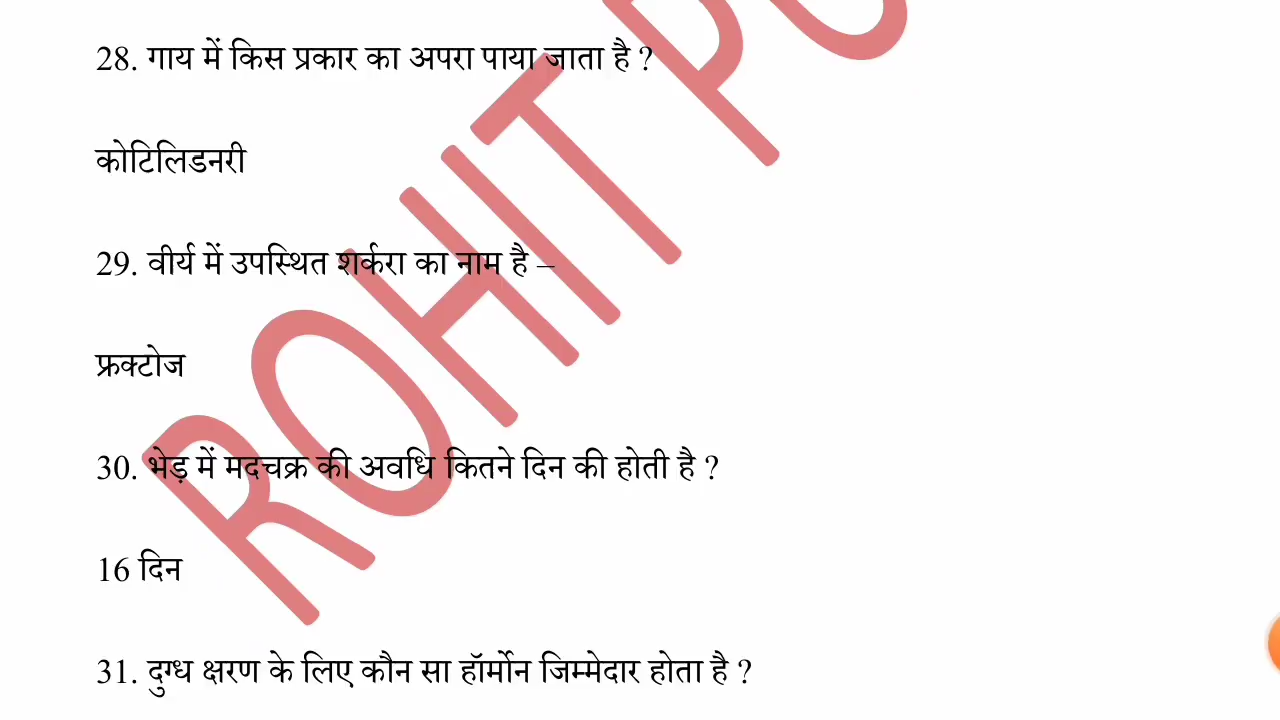 28. गाय में किस प्रकार का अपरा पाया जाता है ?
कोटिलिडनरी
29. वीर्य में उपस्थित शर्करा का नाम है –
फ्रक्टोज
30. भेड़ में मदचक्र की अवधि कितने दिन की होती है ?
16 दिन
31. दुग्ध क्षरण के लिए कौन सा हॉर्मोन जिम्मेदार होता है ?
ROHIT